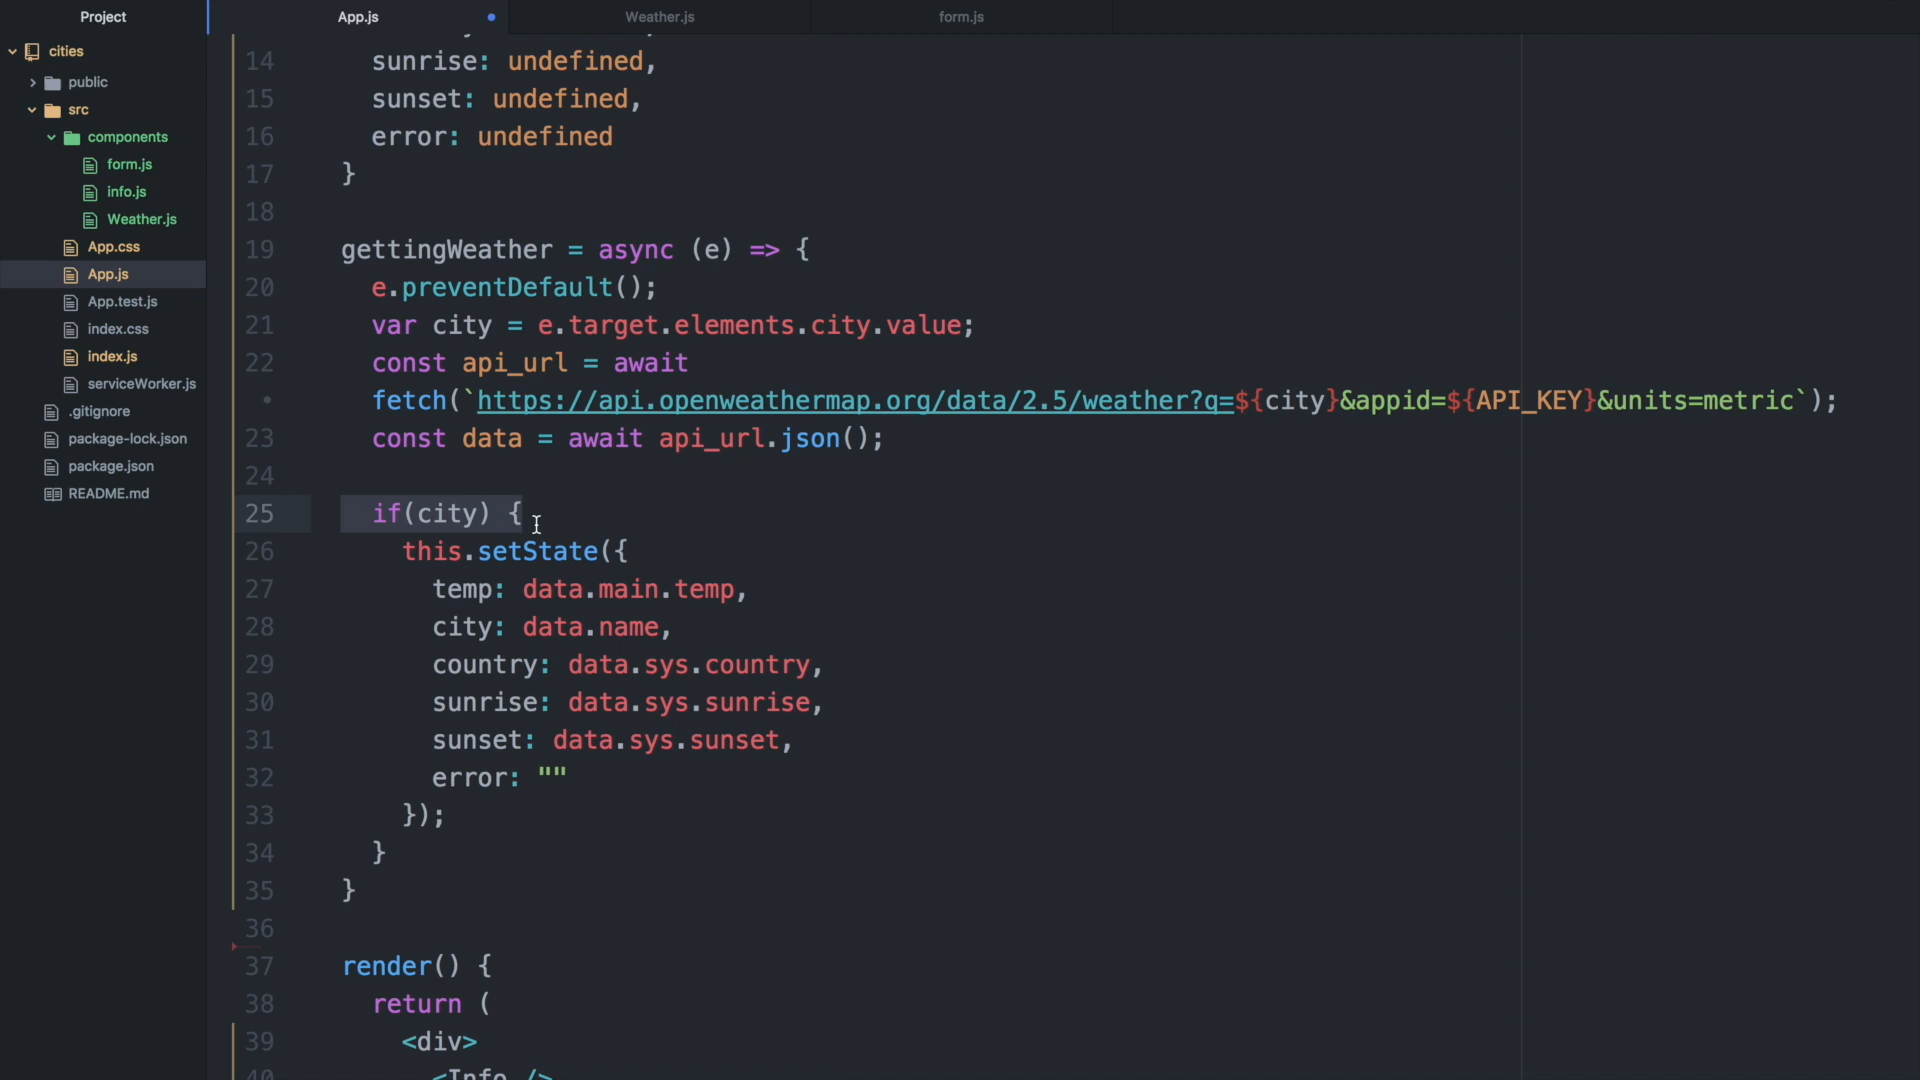 Project
cities
public
src
components
form.js
info.js
Weather.js
App.css
App.js
App.test.js
index.css
index.js
serviceWorker.js
.gitignore
package-lock.json
package.json
README.md
App.js
Weather.js
form.js
14 sunrise: undefined,
15 sunset: undefined,
16 error: undefined
17 }
18
19 gettingWeather = async (e) => {
20 e.preventDefault();
21 var city = e.target.elements.city.value;
22 const api_url = await
• fetch(`https://api.openweathermap.org/data/2.5/weather?q=${city}&appid=${API_KEY}&units=metric`);
23 const data = await api_url.json();
24
25 if(city) {
26 this.setState({
27 temp: data.main.temp,
28 city: data.name,
29 country: data.sys.country,
30 sunrise: data.sys.sunrise,
31 sunset: data.sys.sunset,
32 error: ""
33 });
34 }
35 }
36
37 render() {
38 return (
39 <div>
40 <Info />